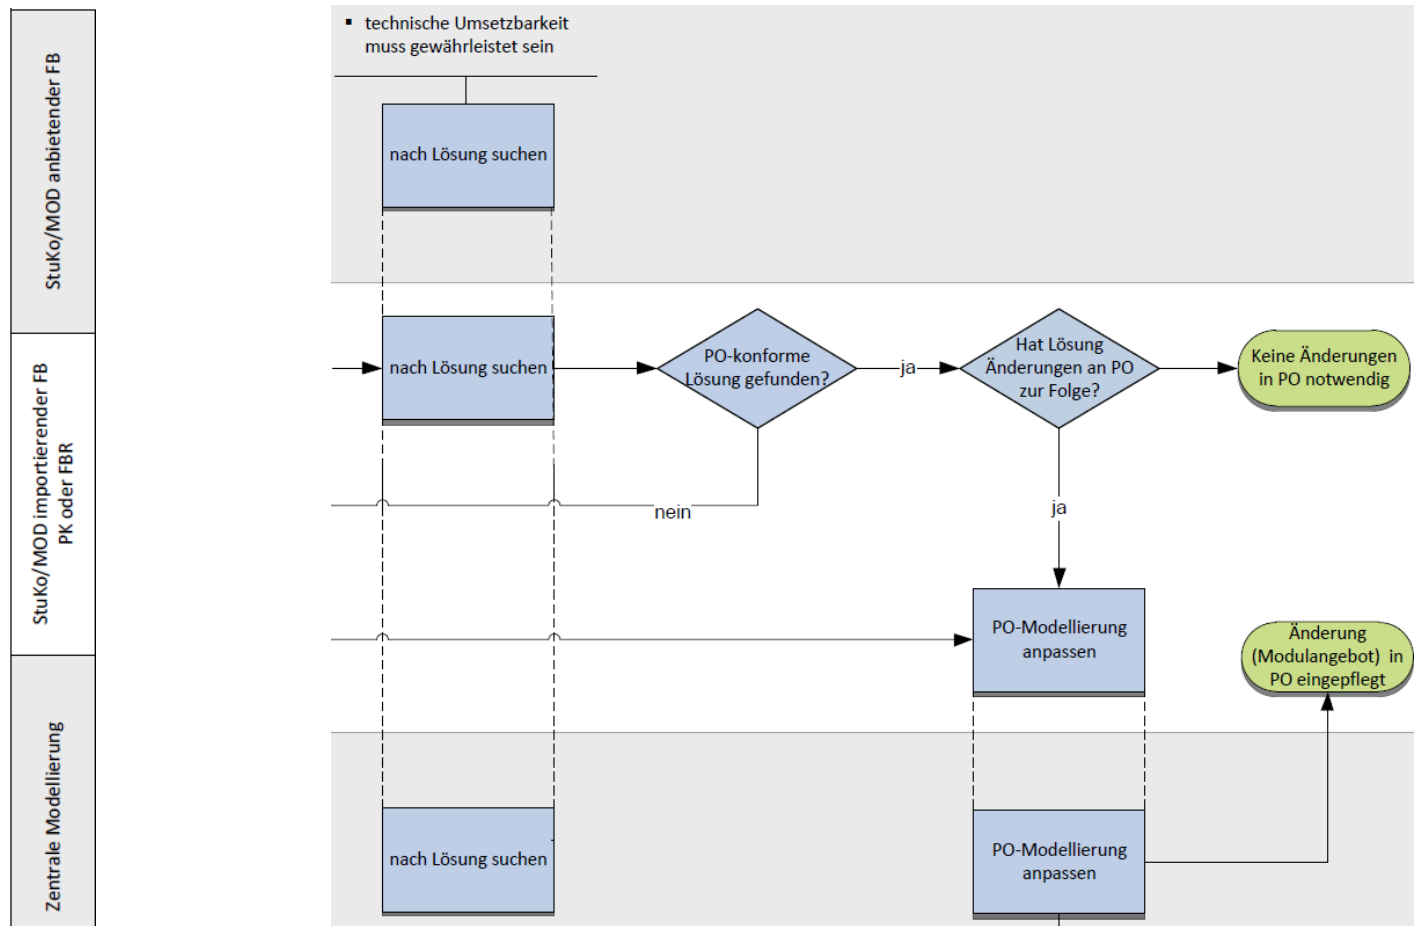 ▪ technische Umsetzbarkeit
muss gewährleistet sein
StuKo/MOD anbietender FB
nach Lösung suchen
StuKo/MOD importierender FB
PK oder FBR
nach Lösung suchen
PO-konforme
Lösung gefunden?
ja
Hat Lösung
Änderungen an PO
zur Folge?
Keine Änderungen
in PO notwendig
nein
ja
PO-Modellierung
anpassen
Änderung
(Modulangebot) in
PO eingepflegt
Zentrale Modellierung
nach Lösung suchen
PO-Modellierung
anpassen